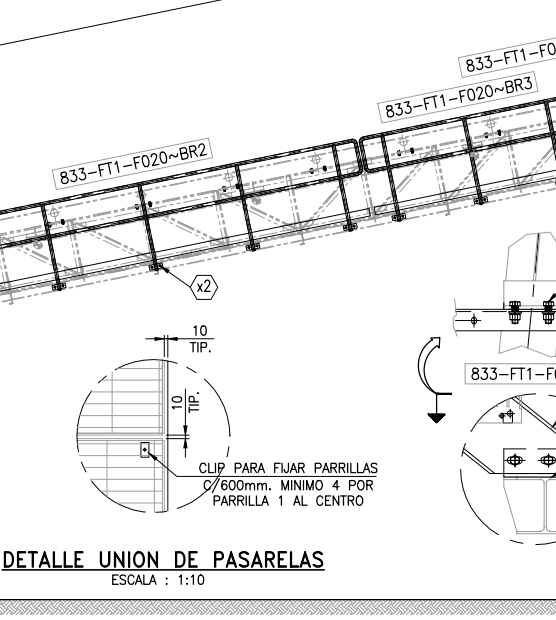 833-FT1-F0
833-FT1-F020~BR3
833-FT1-F020~BR2
x2
10
TIP.
10
TIP.
833-FT1-F
CLIP PARA FIJAR PARRILLAS
C/600mm. MINIMO 4 POR
PARRILLA 1 AL CENTRO
DETALLE UNION DE PASARELAS
ESCALA : 1:10